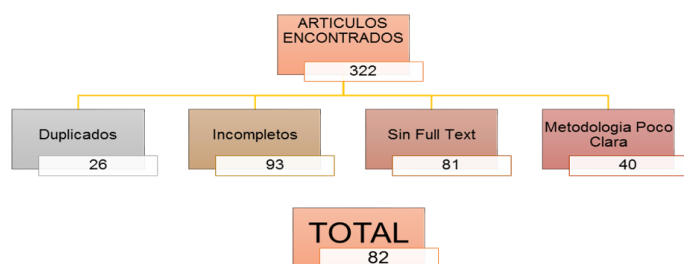 ARTICULOS
ENCONTRADOS
322
Duplicados
26
Incompletos
93
Sin Full Text
81
Metodologia Poco
Clara
40
TOTAL
82